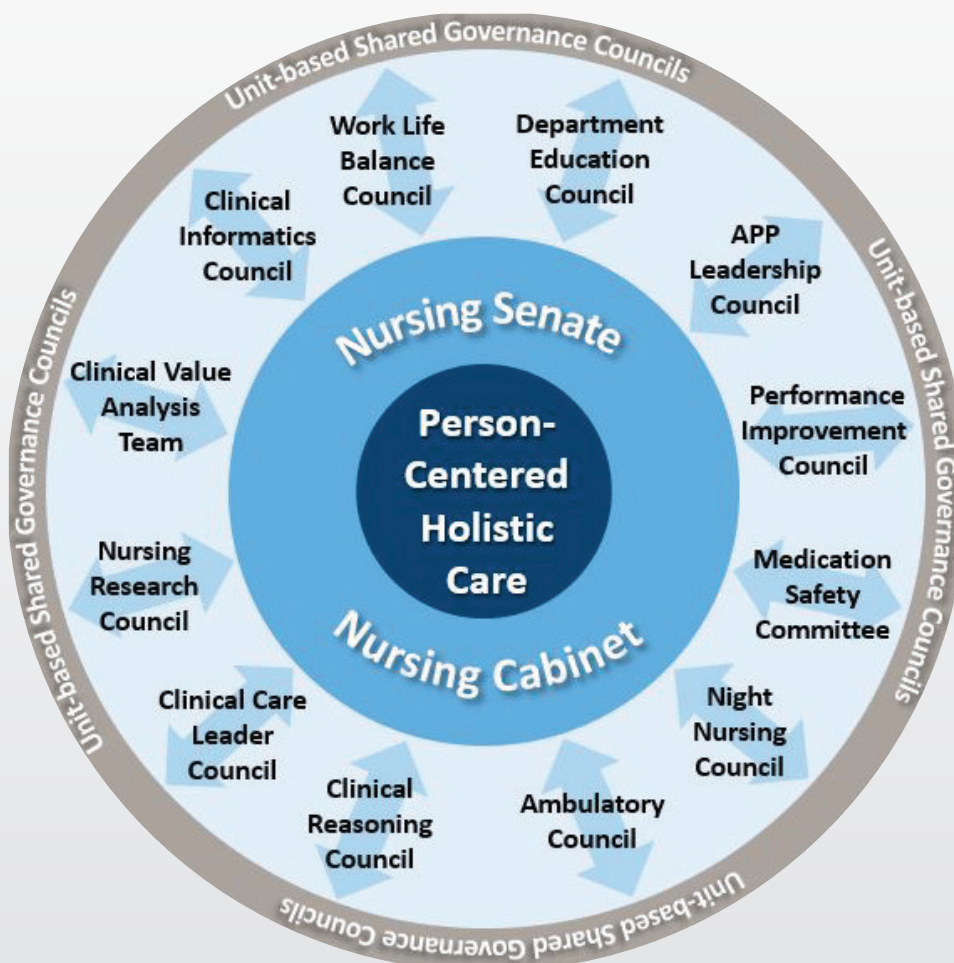 Unit-based Shared Governance Councils
Work Life
Balance
Council
Department
Education
Council
Clinical
Informatics
Council
APP
Leadership
Council
Unit-based Shared Governance Councils
Unit-based Shared Governance Councils
Nursing Senate
Clinical Value
Analysis
Team
Performance
Improvement
Council
Person-
Centered
Holistic
Care
Nursing
Research
Council
Medication
Safety
Committee
Nursing Cabinet
Clinical Care
Leader
Council
Night
Nursing
Council
Clinical
Reasoning
Council
Ambulatory
Council
Unit-based Shared Governance Councils